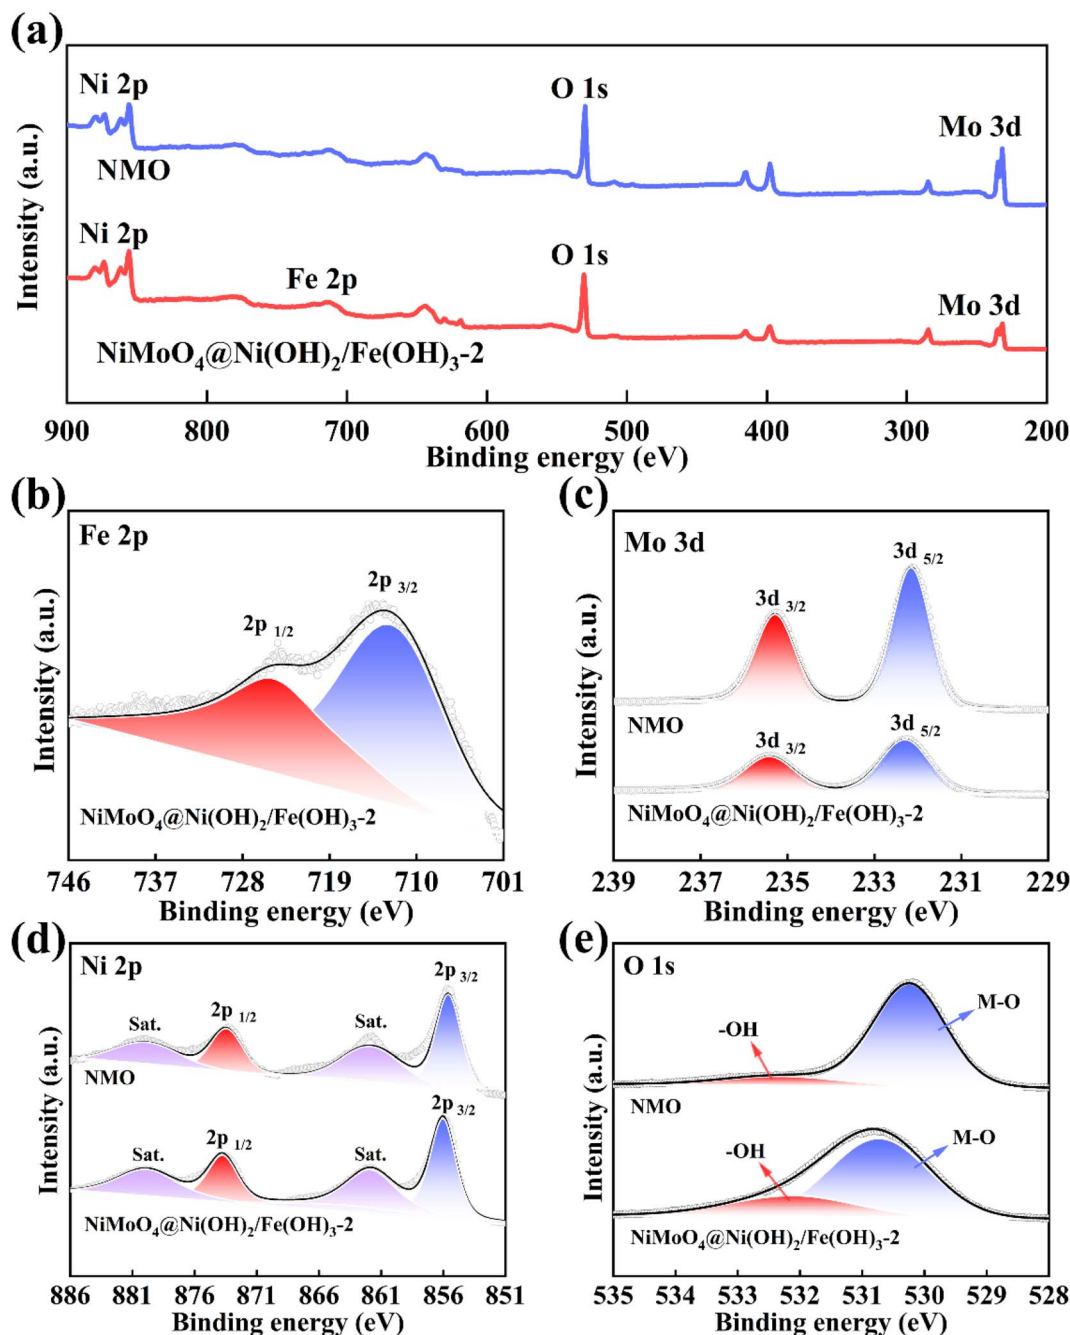 (a)
Ni 2p
O 1s
Mo 3d
NMO
Ni 2p
Fe 2p
O 1s
Mo 3d
NiMoO₄@Ni(OH)₂/Fe(OH)₃-2
Intensity (a.u.)
900 800 700 600 500 400 300 200
Binding energy (eV)
(b)
Fe 2p
2p 3/2
2p 1/2
NiMoO₄@Ni(OH)₂/Fe(OH)₃-2
Intensity (a.u.)
746 737 728 719 710 701
Binding energy (eV)
(c)
Mo 3d
3d 5/2
3d 3/2
NMO
3d 5/2
3d 3/2
NiMoO₄@Ni(OH)₂/Fe(OH)₃-2
Intensity (a.u.)
239 237 235 233 231 229
Binding energy (eV)
(d)
Ni 2p
2p 3/2
Sat.
2p 1/2
Sat.
NMO
2p 3/2
Sat.
2p 1/2
Sat.
NiMoO₄@Ni(OH)₂/Fe(OH)₃-2
Intensity (a.u.)
886 881 876 871 866 861 856 851
Binding energy (eV)
(e)
O 1s
M-O
-OH
NMO
M-O
-OH
NiMoO₄@Ni(OH)₂/Fe(OH)₃-2
Intensity (a.u.)
535 534 533 532 531 530 529 528
Binding energy (eV)